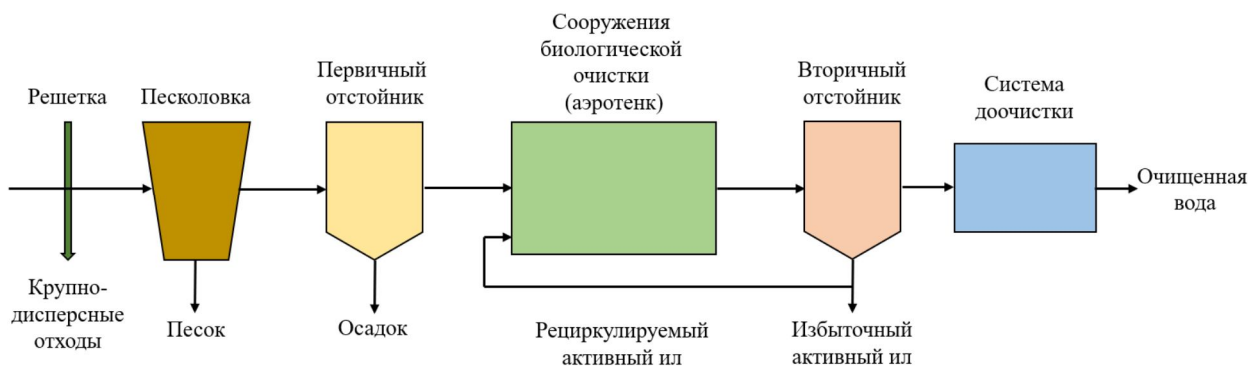 Решетка
Песколовка
Первичный
отстойник
Сооружения
биологической
очистки
(аэротенк)
Вторичный
отстойник
Система
доочистки
Очищенная
вода
Крупно-
дисперсные
отходы
Песок
Осадок
Рециркулируемый
активный ил
Избыточный
активный ил